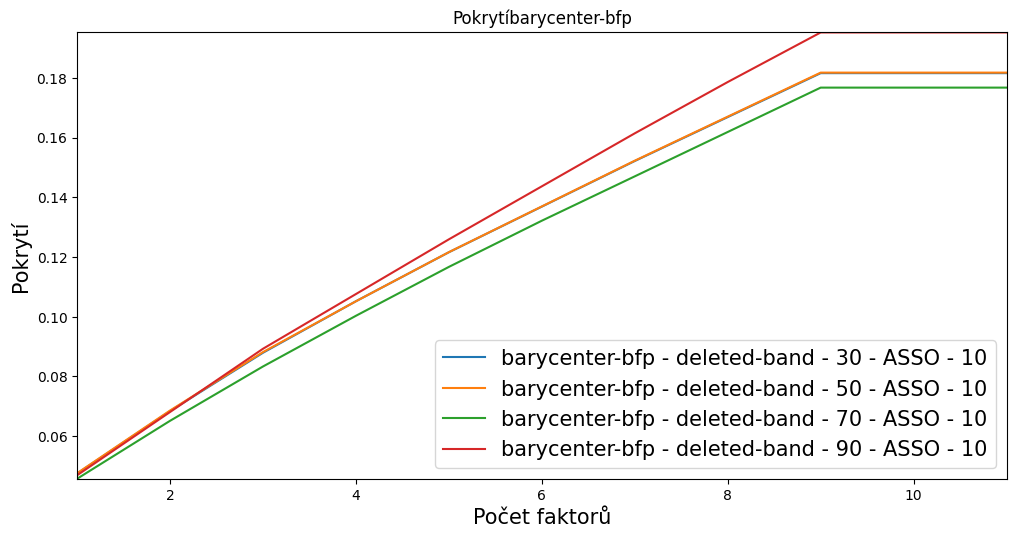 Pokrytíbarycenter-bfp
0.18
0.16
0.14
0.12
0.10
0.08
0.06
Pokrytí
barycenter-bfp - deleted-band - 30 - ASSO - 10
barycenter-bfp - deleted-band - 50 - ASSO - 10
barycenter-bfp - deleted-band - 70 - ASSO - 10
barycenter-bfp - deleted-band - 90 - ASSO - 10
2 4 6 8 10
Počet faktorů